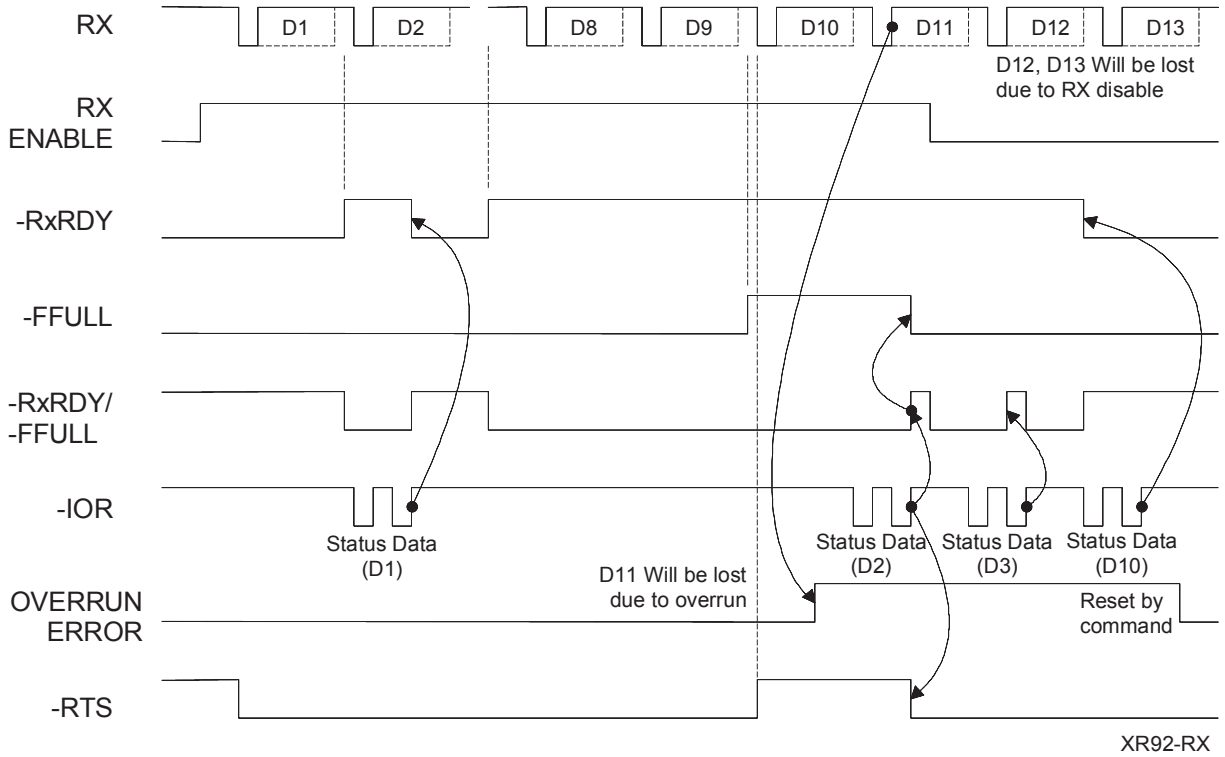 RX
D1
D2
D8
D9
D10
D11
D12
D13
D12, D13 Will be lost
due to RX disable
RX
ENABLE
-RxRDY
-FFULL
-RxRDY/
-FFULL
-IOR
Status Data
(D1)
Status Data
(D2)
Status Data
(D3)
Status Data
(D10)
D11 Will be lost
due to overrun
OVERRUN
ERROR
Reset by
command
-RTS
XR92-RX